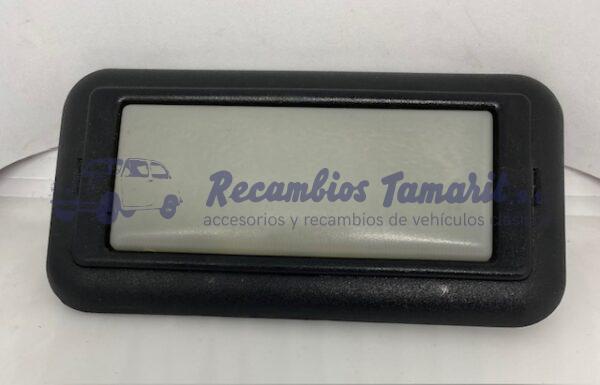 Recambios Tamarit
accesorios y recambios de vehículos